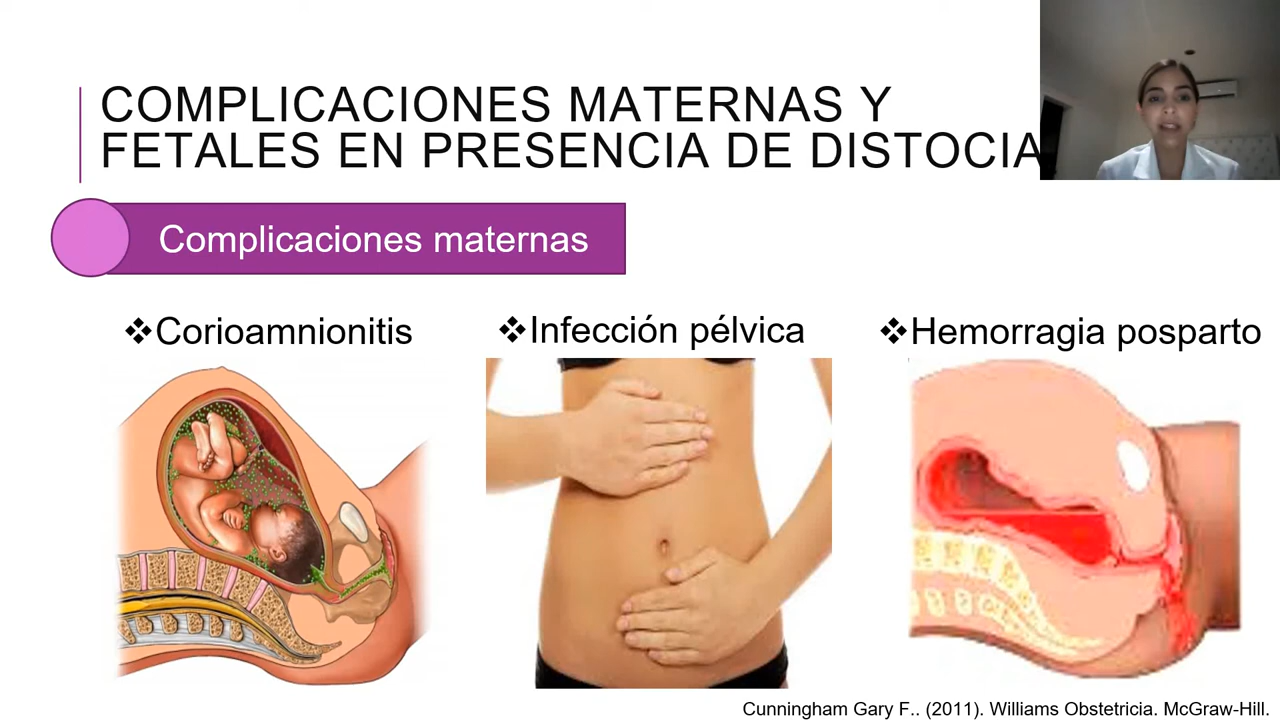 COMPLICACIONES MATERNAS Y
FETALES EN PRESENCIA DE DISTOCIA
Complicaciones maternas
❖Corioamnionitis
❖Infección pélvica
❖Hemorragia posparto
Cunningham Gary F.. (2011). Williams Obstetricia. McGraw-Hill.